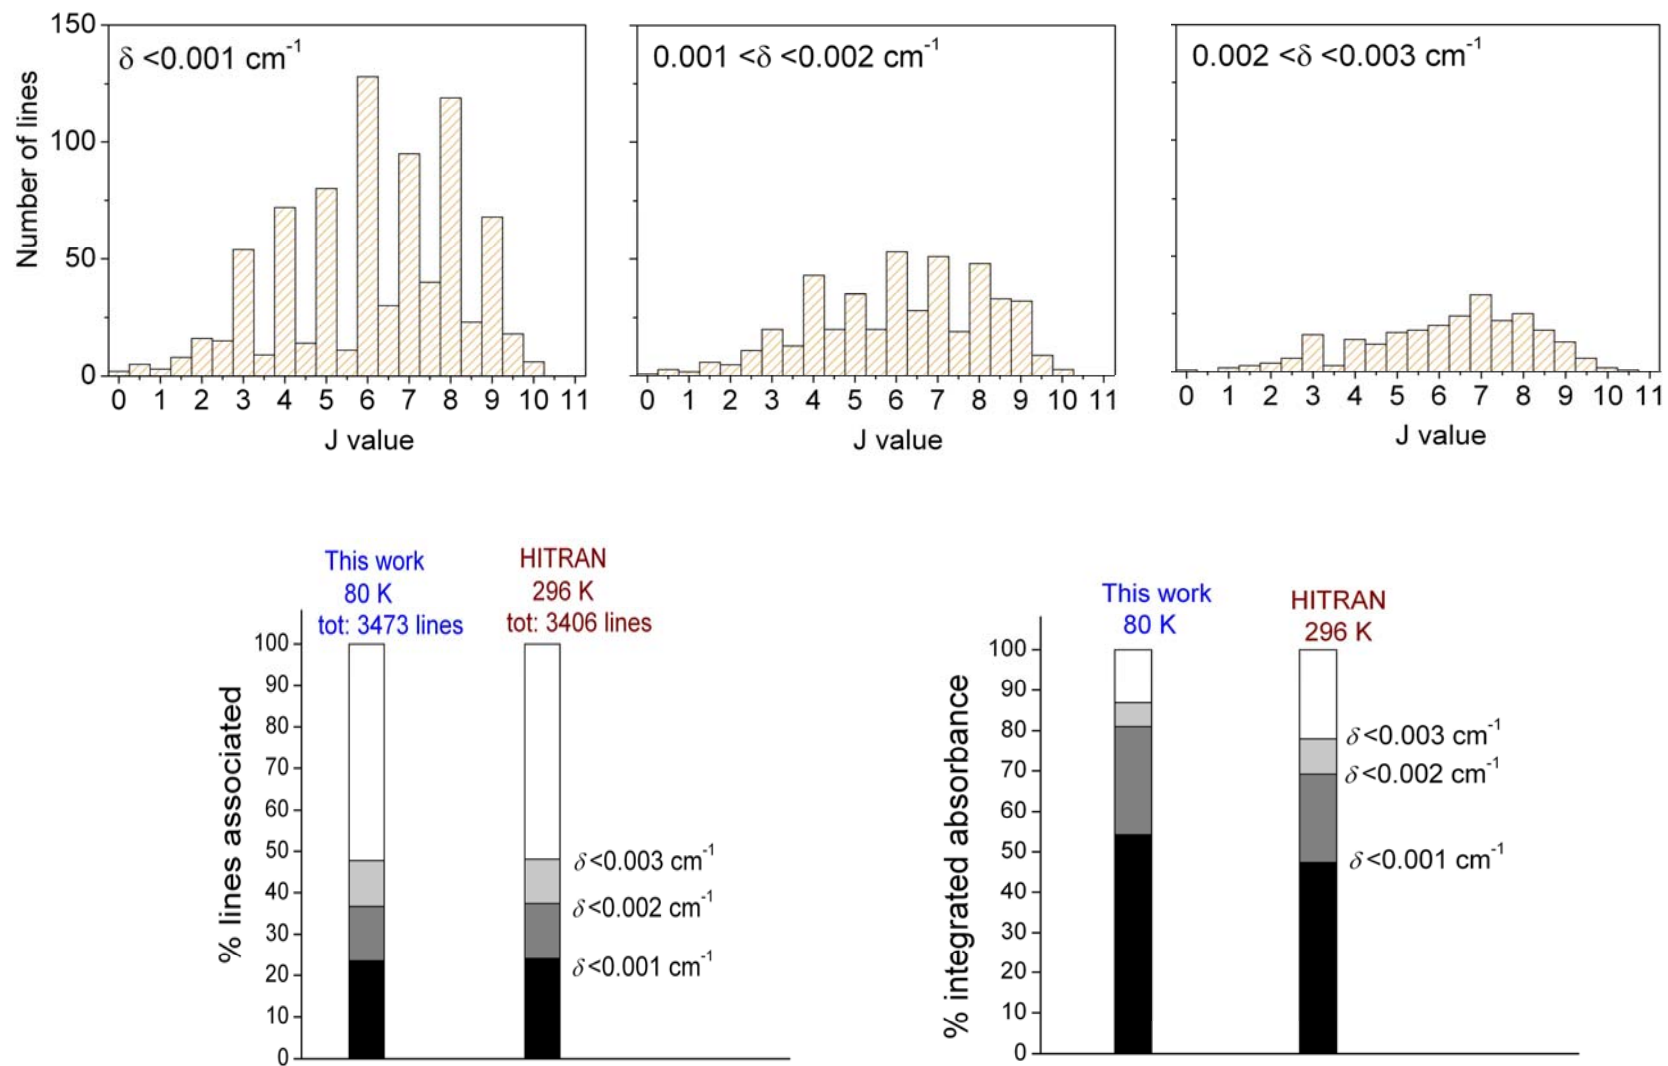 δ <0.001 cm⁻¹
0.001 <δ <0.002 cm⁻¹
0.002 <δ <0.003 cm⁻¹
Number of lines
150
100
50
0
0 1 2 3 4 5 6 7 8 9 10 11
0 1 2 3 4 5 6 7 8 9 10 11
0 1 2 3 4 5 6 7 8 9 10 11
J value
J value
J value
This work
80 K
tot: 3473 lines
HITRAN
296 K
tot: 3406 lines
% lines associated
100
90
80
70
60
50
40
30
20
10
0
δ<0.003 cm⁻¹
δ<0.002 cm⁻¹
δ<0.001 cm⁻¹
This work
80 K
HITRAN
296 K
% integrated absorbance
100
90
80
70
60
50
40
30
20
10
0
δ<0.003 cm⁻¹
δ<0.002 cm⁻¹
δ<0.001 cm⁻¹